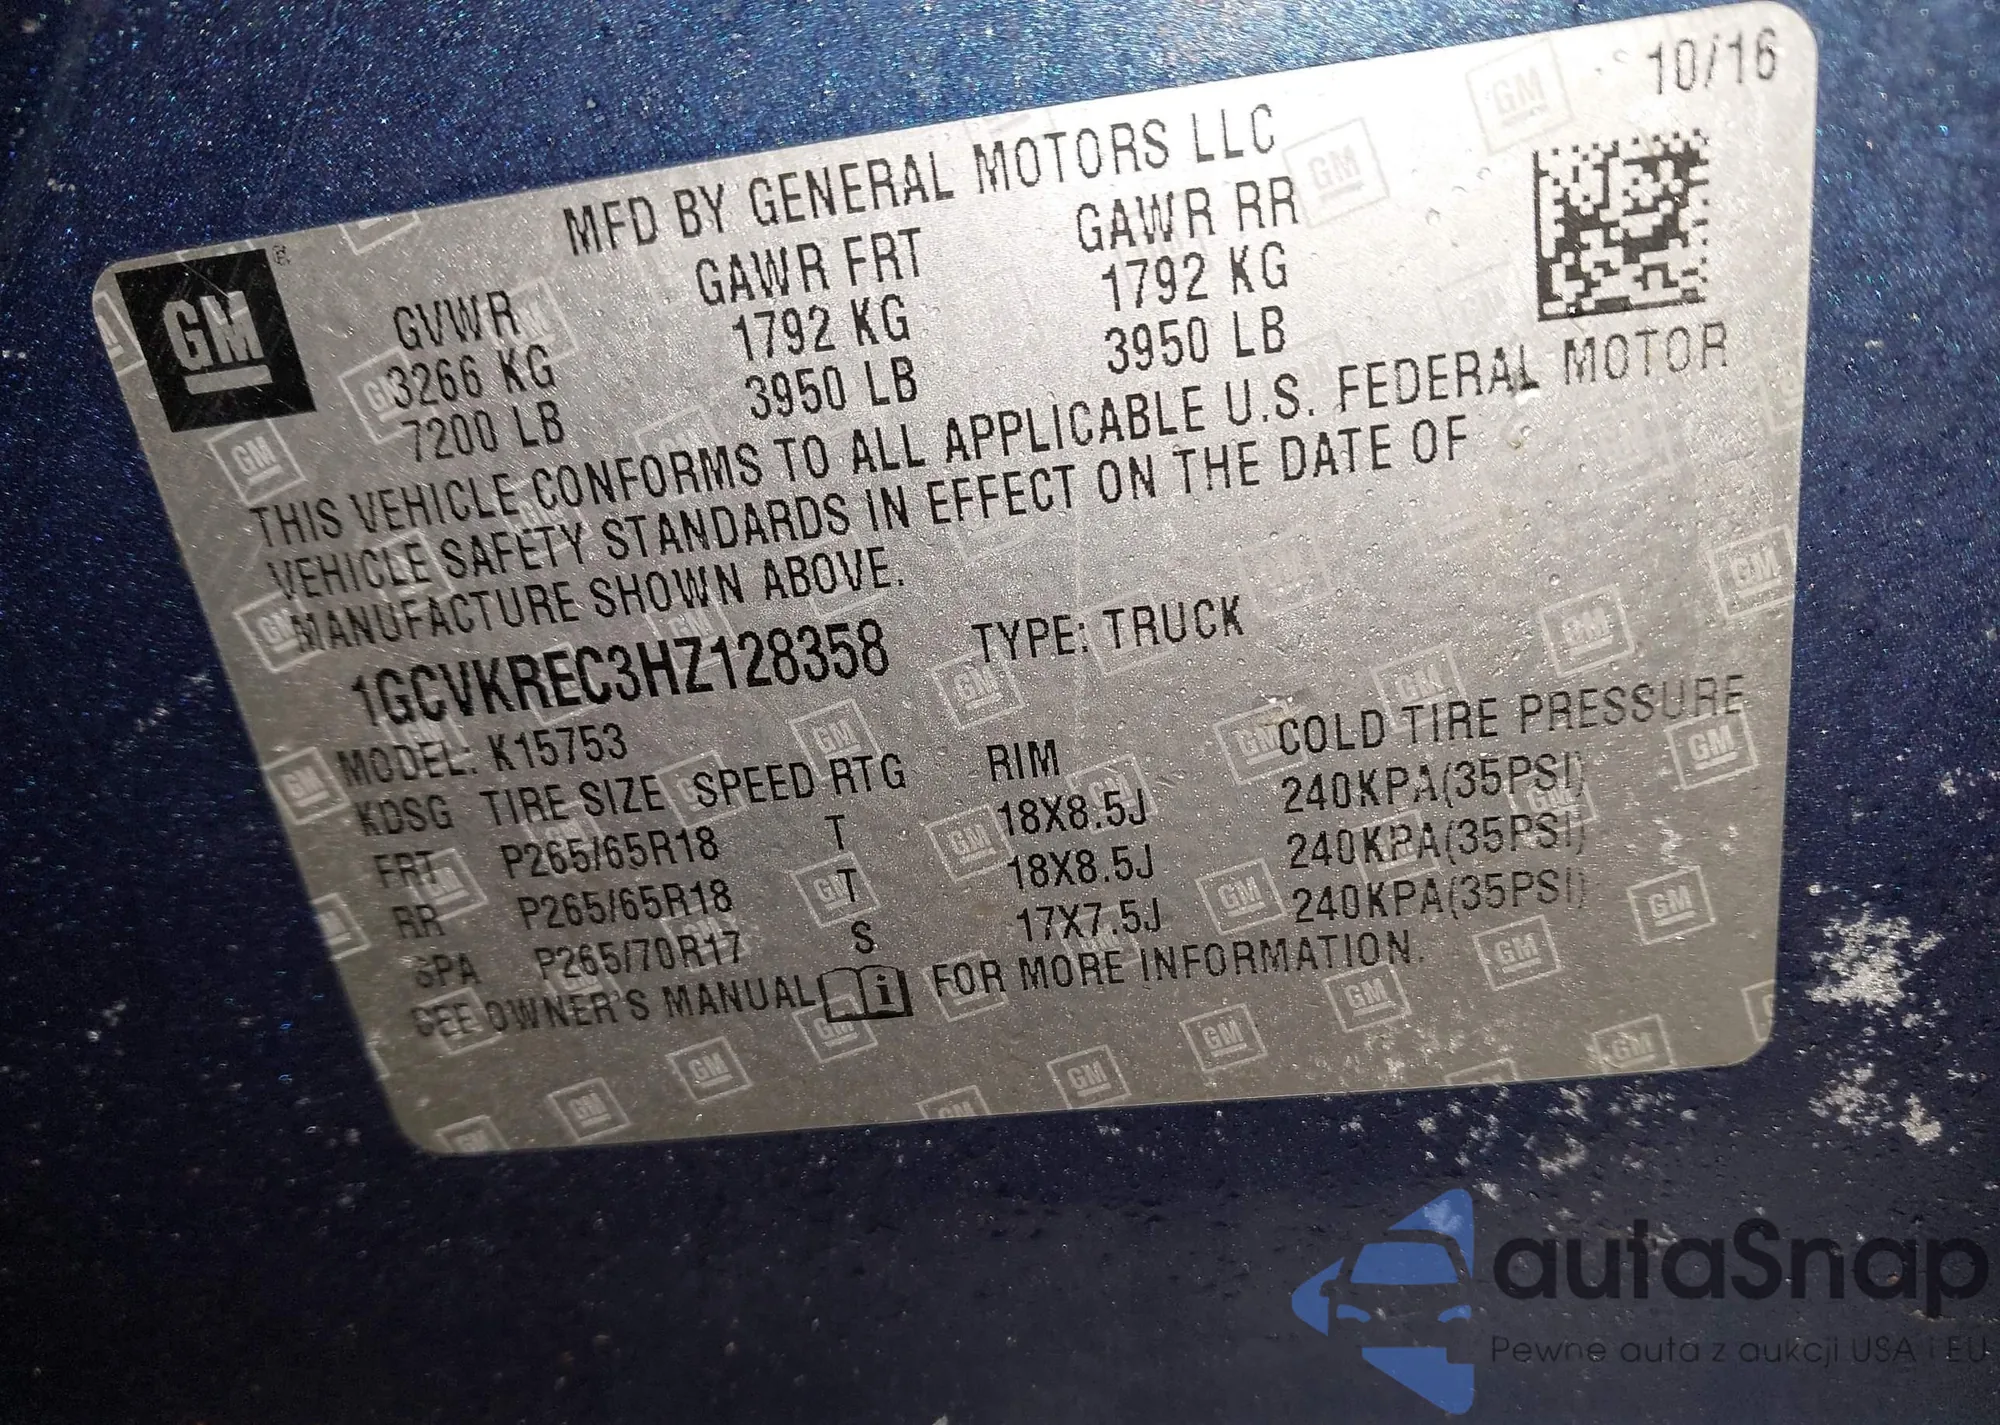 10/16
GM ®
MFD BY GENERAL MOTORS LLC
GVWR GAWR FRT GAWR RR
3266 KG 1792 KG 1792 KG
7200 LB 3950 LB 3950 LB
THIS VEHICLE CONFORMS TO ALL APPLICABLE U.S. FEDERAL MOTOR
VEHICLE SAFETY STANDARDS IN EFFECT ON THE DATE OF
MANUFACTURE SHOWN ABOVE.
1GCVKREC3HZ128358 TYPE: TRUCK
MODEL: K15753
KDSG TIRE SIZE SPEED RTG RIM COLD TIRE PRESSURE
FRT P265/65R18 T 18X8.5J 240KPA(35PSI)
RR P265/65R18 T 18X8.5J 240KPA(35PSI)
SPA P265/70R17 S 17X7.5J 240KPA(35PSI)
SEE OWNER'S MANUAL i FOR MORE INFORMATION.
autaSnap
Pewne auta z aukcji USA i EU